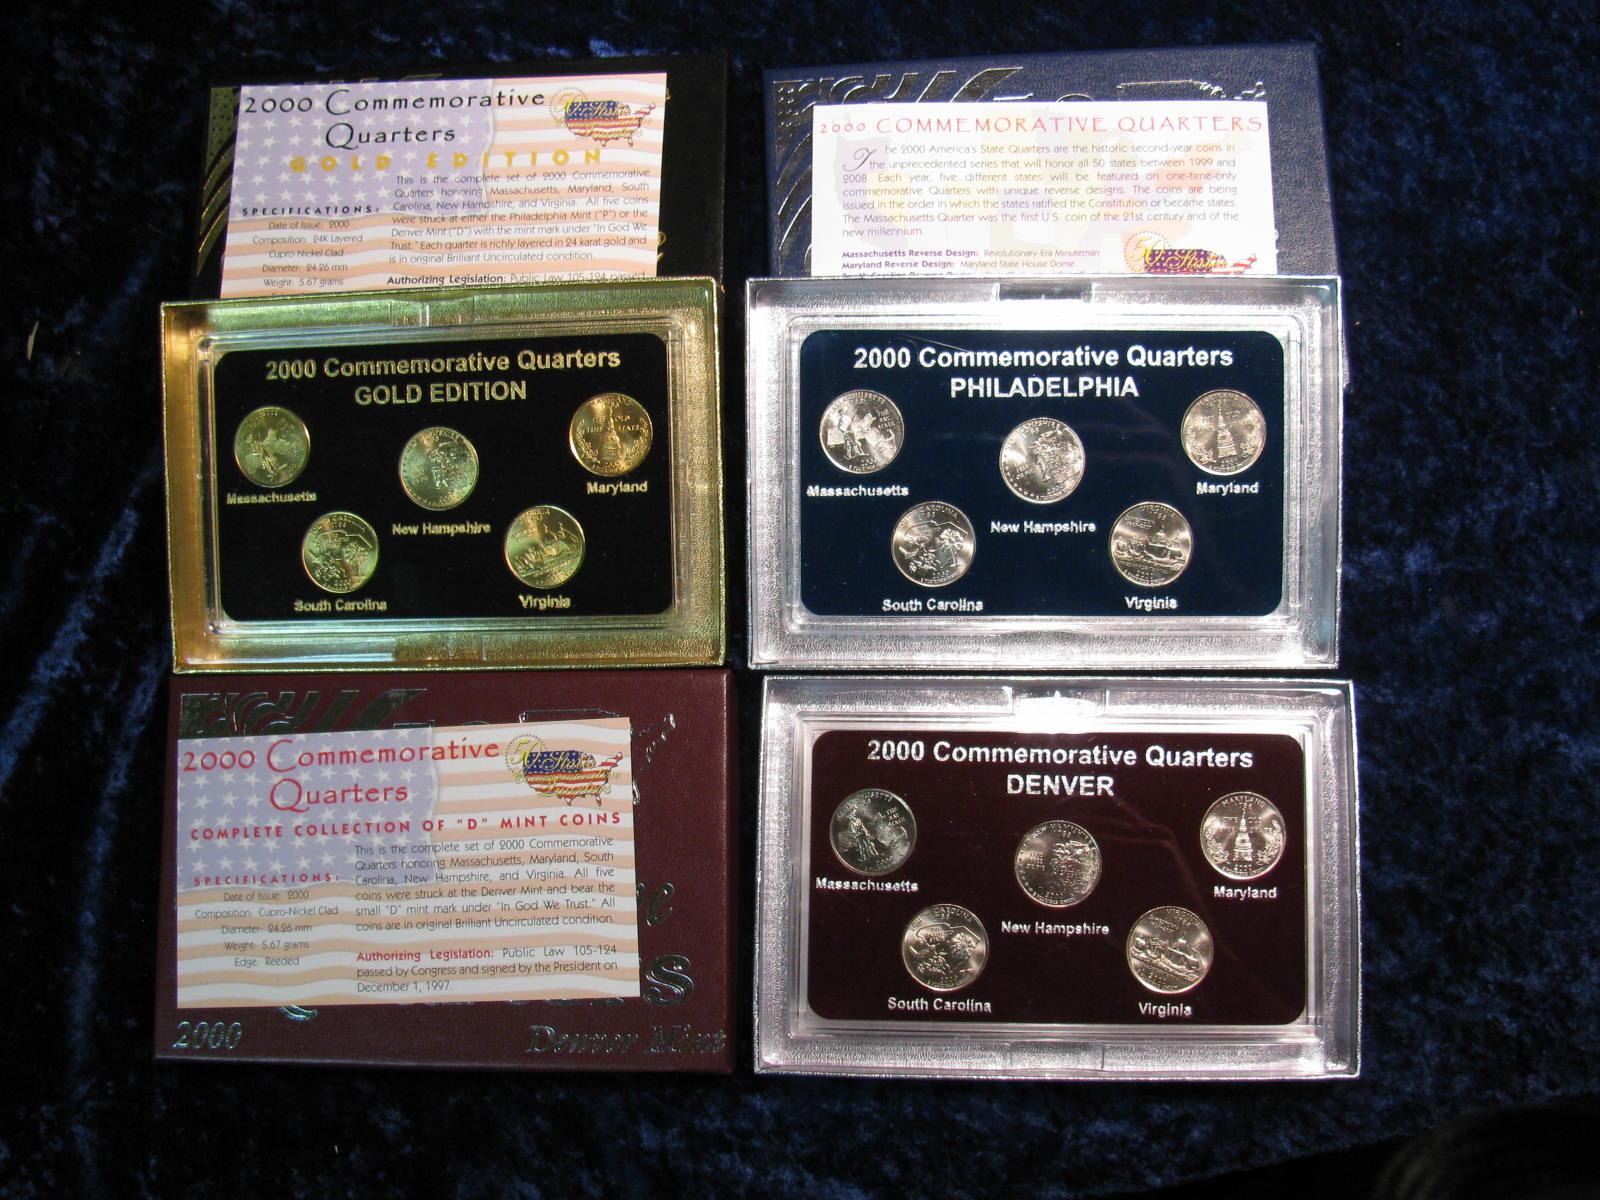 2000 Commemorative
Quarters
GOLD EDITION
This is the complete set of 2000 Commemorative
Quarters honoring Massachusetts, Maryland, South
Carolina, New Hampshire, and Virginia. All five coins
were struck at either the Philadelphia Mint ("P") or the
Denver Mint ("D") with the mint mark under "In God We
Trust." Each quarter is richly layered in 24 karat gold and
is in original Brilliant Uncirculated condition.
Authorizing Legislation: Public Law 105-124 passed
SPECIFICATIONS:
Date of Issue: 2000
Composition: 24K Layered
Cupro-Nickel Clad
Diameter: 24.26 mm
Weight: 5.67 grams
2000 Commemorative Quarters
GOLD EDITION
Massachusetts
New Hampshire
Maryland
South Carolina
Virginia
2000 COMMEMORATIVE QUARTERS
The 2000 America's State Quarters are the historic second-year coins in
the unprecedented series that will honor all 50 states between 1999 and
2008. Each year, five different states will be featured on one-time-only
commemorative Quarters with unique reverse designs. The coins are being
issued in the order in which the states ratified the Constitution or became states.
The Massachusetts Quarter was the first U.S. coin of the 21st century and of the
new millennium.
Massachusetts Reverse Design: Revolutionary-Era Minuteman
Maryland Reverse Design: Maryland State House Dome
2000 Commemorative Quarters
PHILADELPHIA
Massachusetts
New Hampshire
Maryland
South Carolina
Virginia
2000 Commemorative
Quarters
COMPLETE COLLECTION OF "D" MINT COINS
This is the complete set of 2000 Commemorative
Quarters honoring Massachusetts, Maryland, South
Carolina, New Hampshire, and Virginia. All five
coins were struck at the Denver Mint and bear the
small "D" mint mark under "In God We Trust." All
coins are in original Brilliant Uncirculated condition.
Authorizing Legislation: Public Law 105-124
passed by Congress and signed by the President on
December 1, 1997.
SPECIFICATIONS:
Date of Issue: 2000
Composition: Cupro-Nickel Clad
Diameter: 24.26 mm
Weight: 5.67 grams
Edge: Reeded
2000
Denver Mint
2000 Commemorative Quarters
DENVER
Massachusetts
New Hampshire
Maryland
South Carolina
Virginia